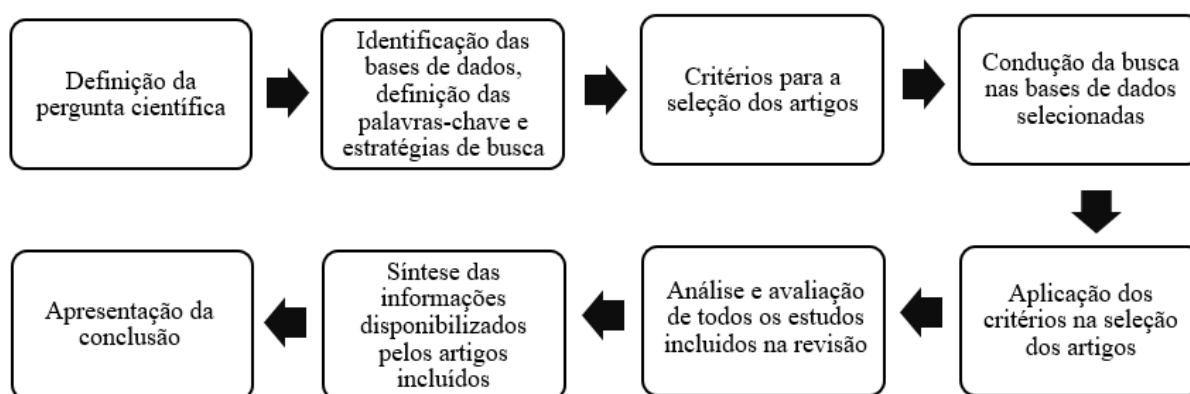 Definição da
pergunta científica
Identificação das
bases de dados,
definição das
palavras-chave e
estratégias de busca
Critérios para a
seleção dos artigos
Condução da busca
nas bases de dados
selecionadas
Aplicação dos
critérios na seleção
dos artigos
Análise e avaliação
de todos os estudos
incluidos na revisão
Síntese das
informações
disponibilizados
pelos artigos
incluídos
Apresentação da
conclusão